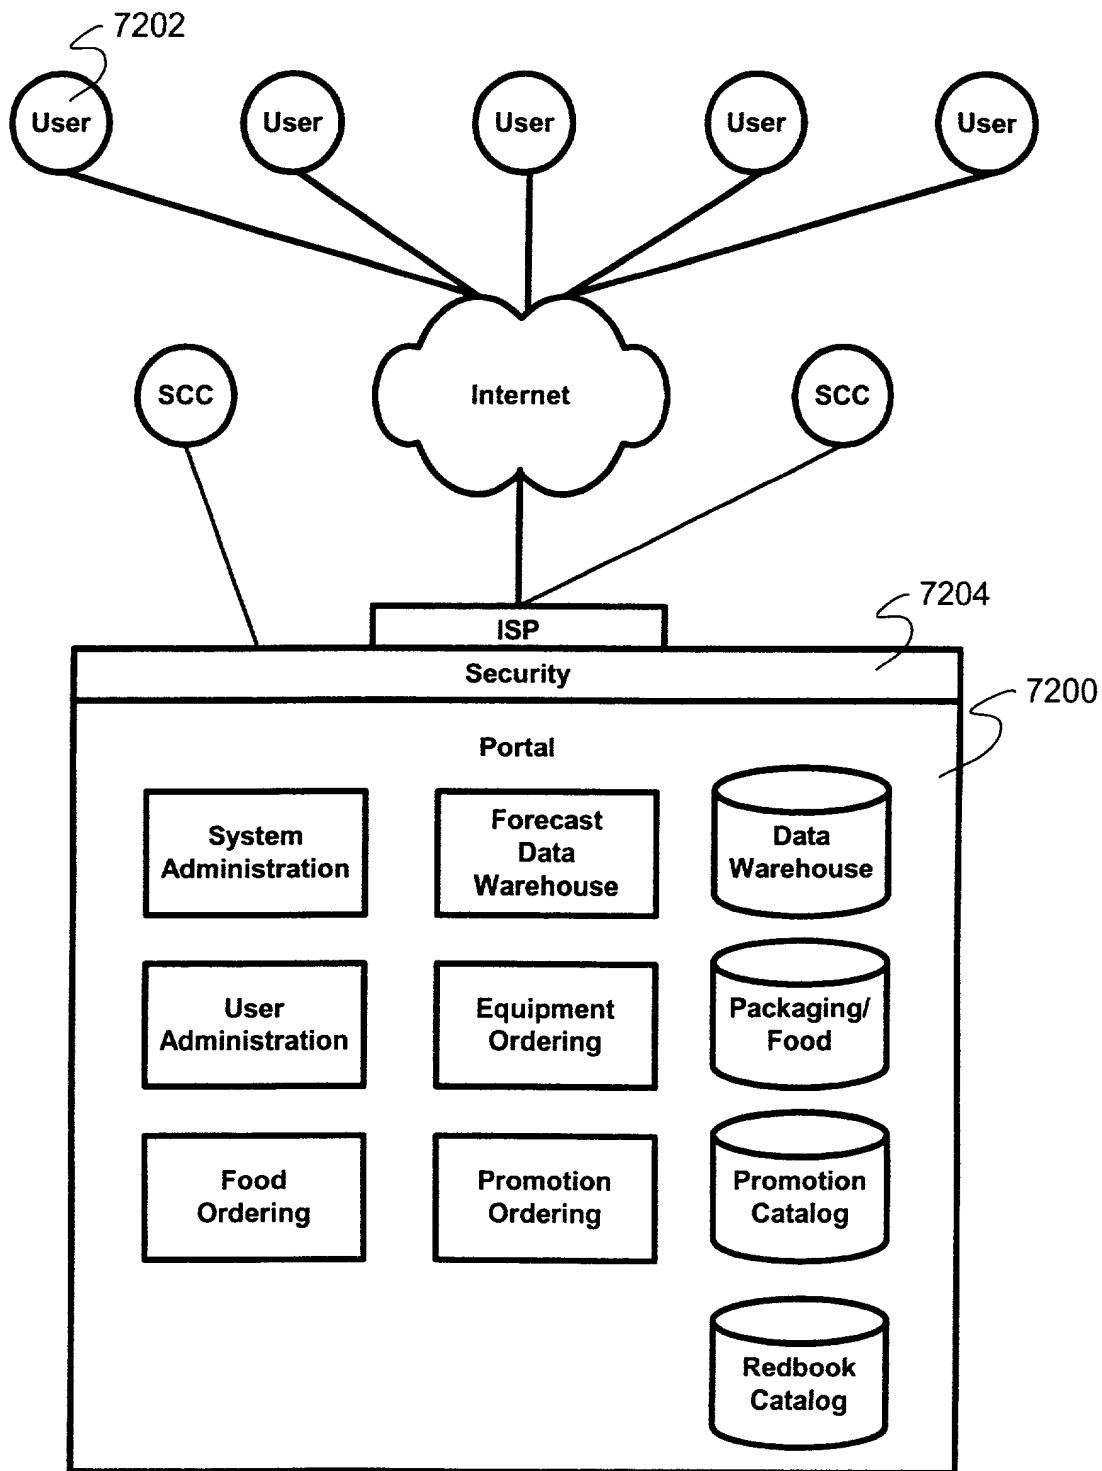 7202
User
User
User
User
User
SCC
Internet
SCC
7204
ISP
Security
7200
Portal
System
Administration
Forecast
Data
Warehouse
Data
Warehouse
User
Administration
Equipment
Ordering
Packaging/
Food
Food
Ordering
Promotion
Ordering
Promotion
Catalog
Redbook
Catalog